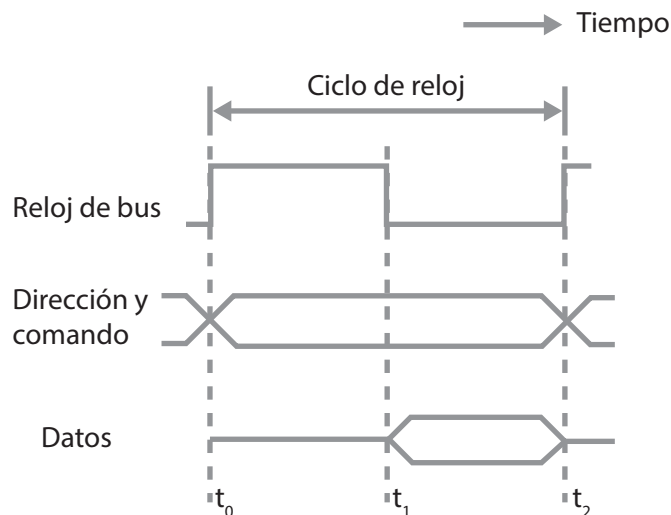 Tiempo
Ciclo de reloj
Reloj de bus
Dirección y
comando
Datos
t₀
t₁
t₂